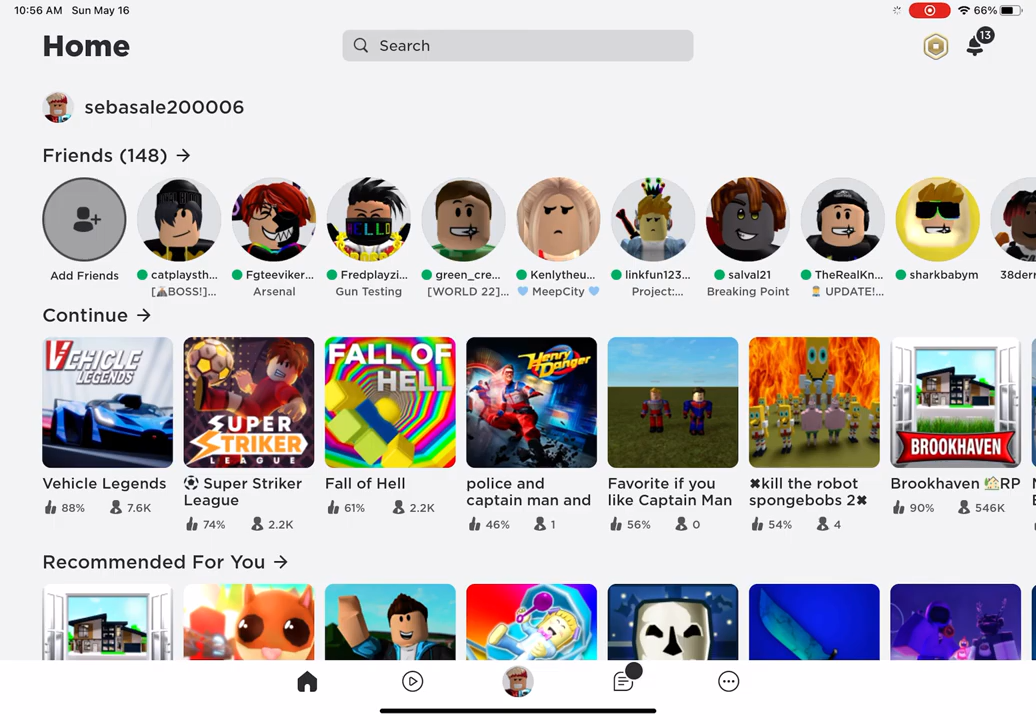 10:56 AM Sun May 16
66%
Home
Search
13
sebasale200006
Friends (148) →
HELLO
Add Friends
catplaysth...
Fgteeviker...
Fredplayzi...
green_cre...
Kenlytheu...
linkfun123...
salval21
TheRealKn...
sharkbabym
38derr
[🌋BOSS!]...
Arsenal
Gun Testing
[WORLD 22]...
💙 MeepCity 💙
Project:...
Breaking Point
UPDATE!...
Continue →
VEHICLE
LEGENDS
SUPER
STRIKER
LEAGUE
FALL OF
HELL
Henry
Danger
BROOKHAVEN
Vehicle Legends
⚽ Super Striker
League
Fall of Hell
police and
captain man and
Favorite if you
like Captain Man
✖kill the robot
spongebobs 2✖
Brookhaven 🏡RP
88% 7.6K
74% 2.2K
61% 2.2K
46% 1
56% 0
54% 4
90% 546K
Recommended For You →